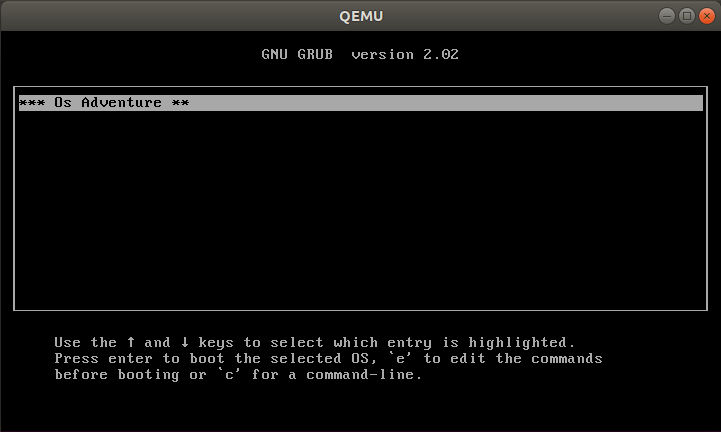 QEMU
GNU GRUB  version 2.02
*** Os Adventure **
Use the ↑ and ↓ keys to select which entry is highlighted.
Press enter to boot the selected OS, `e' to edit the commands
before booting or `c' for a command-line.